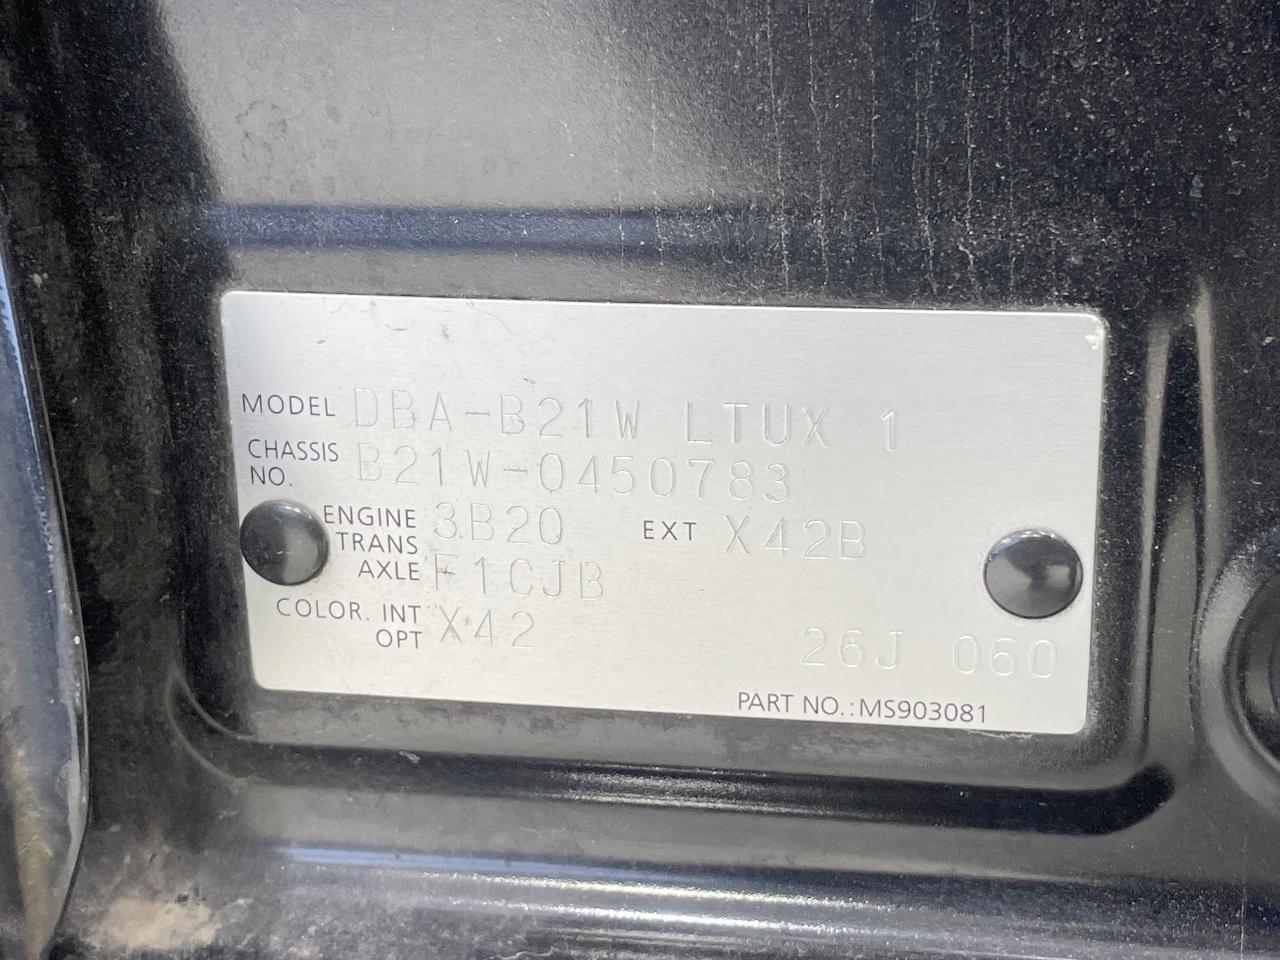 MODEL DBA-B21W LTUX 1
CHASSIS NO. B21W-0450783
ENGINE 3B20 EXT X42B
TRANS AXLE F1CJB
COLOR. INT X42
OPT
26J 060
PART NO.: MS903081